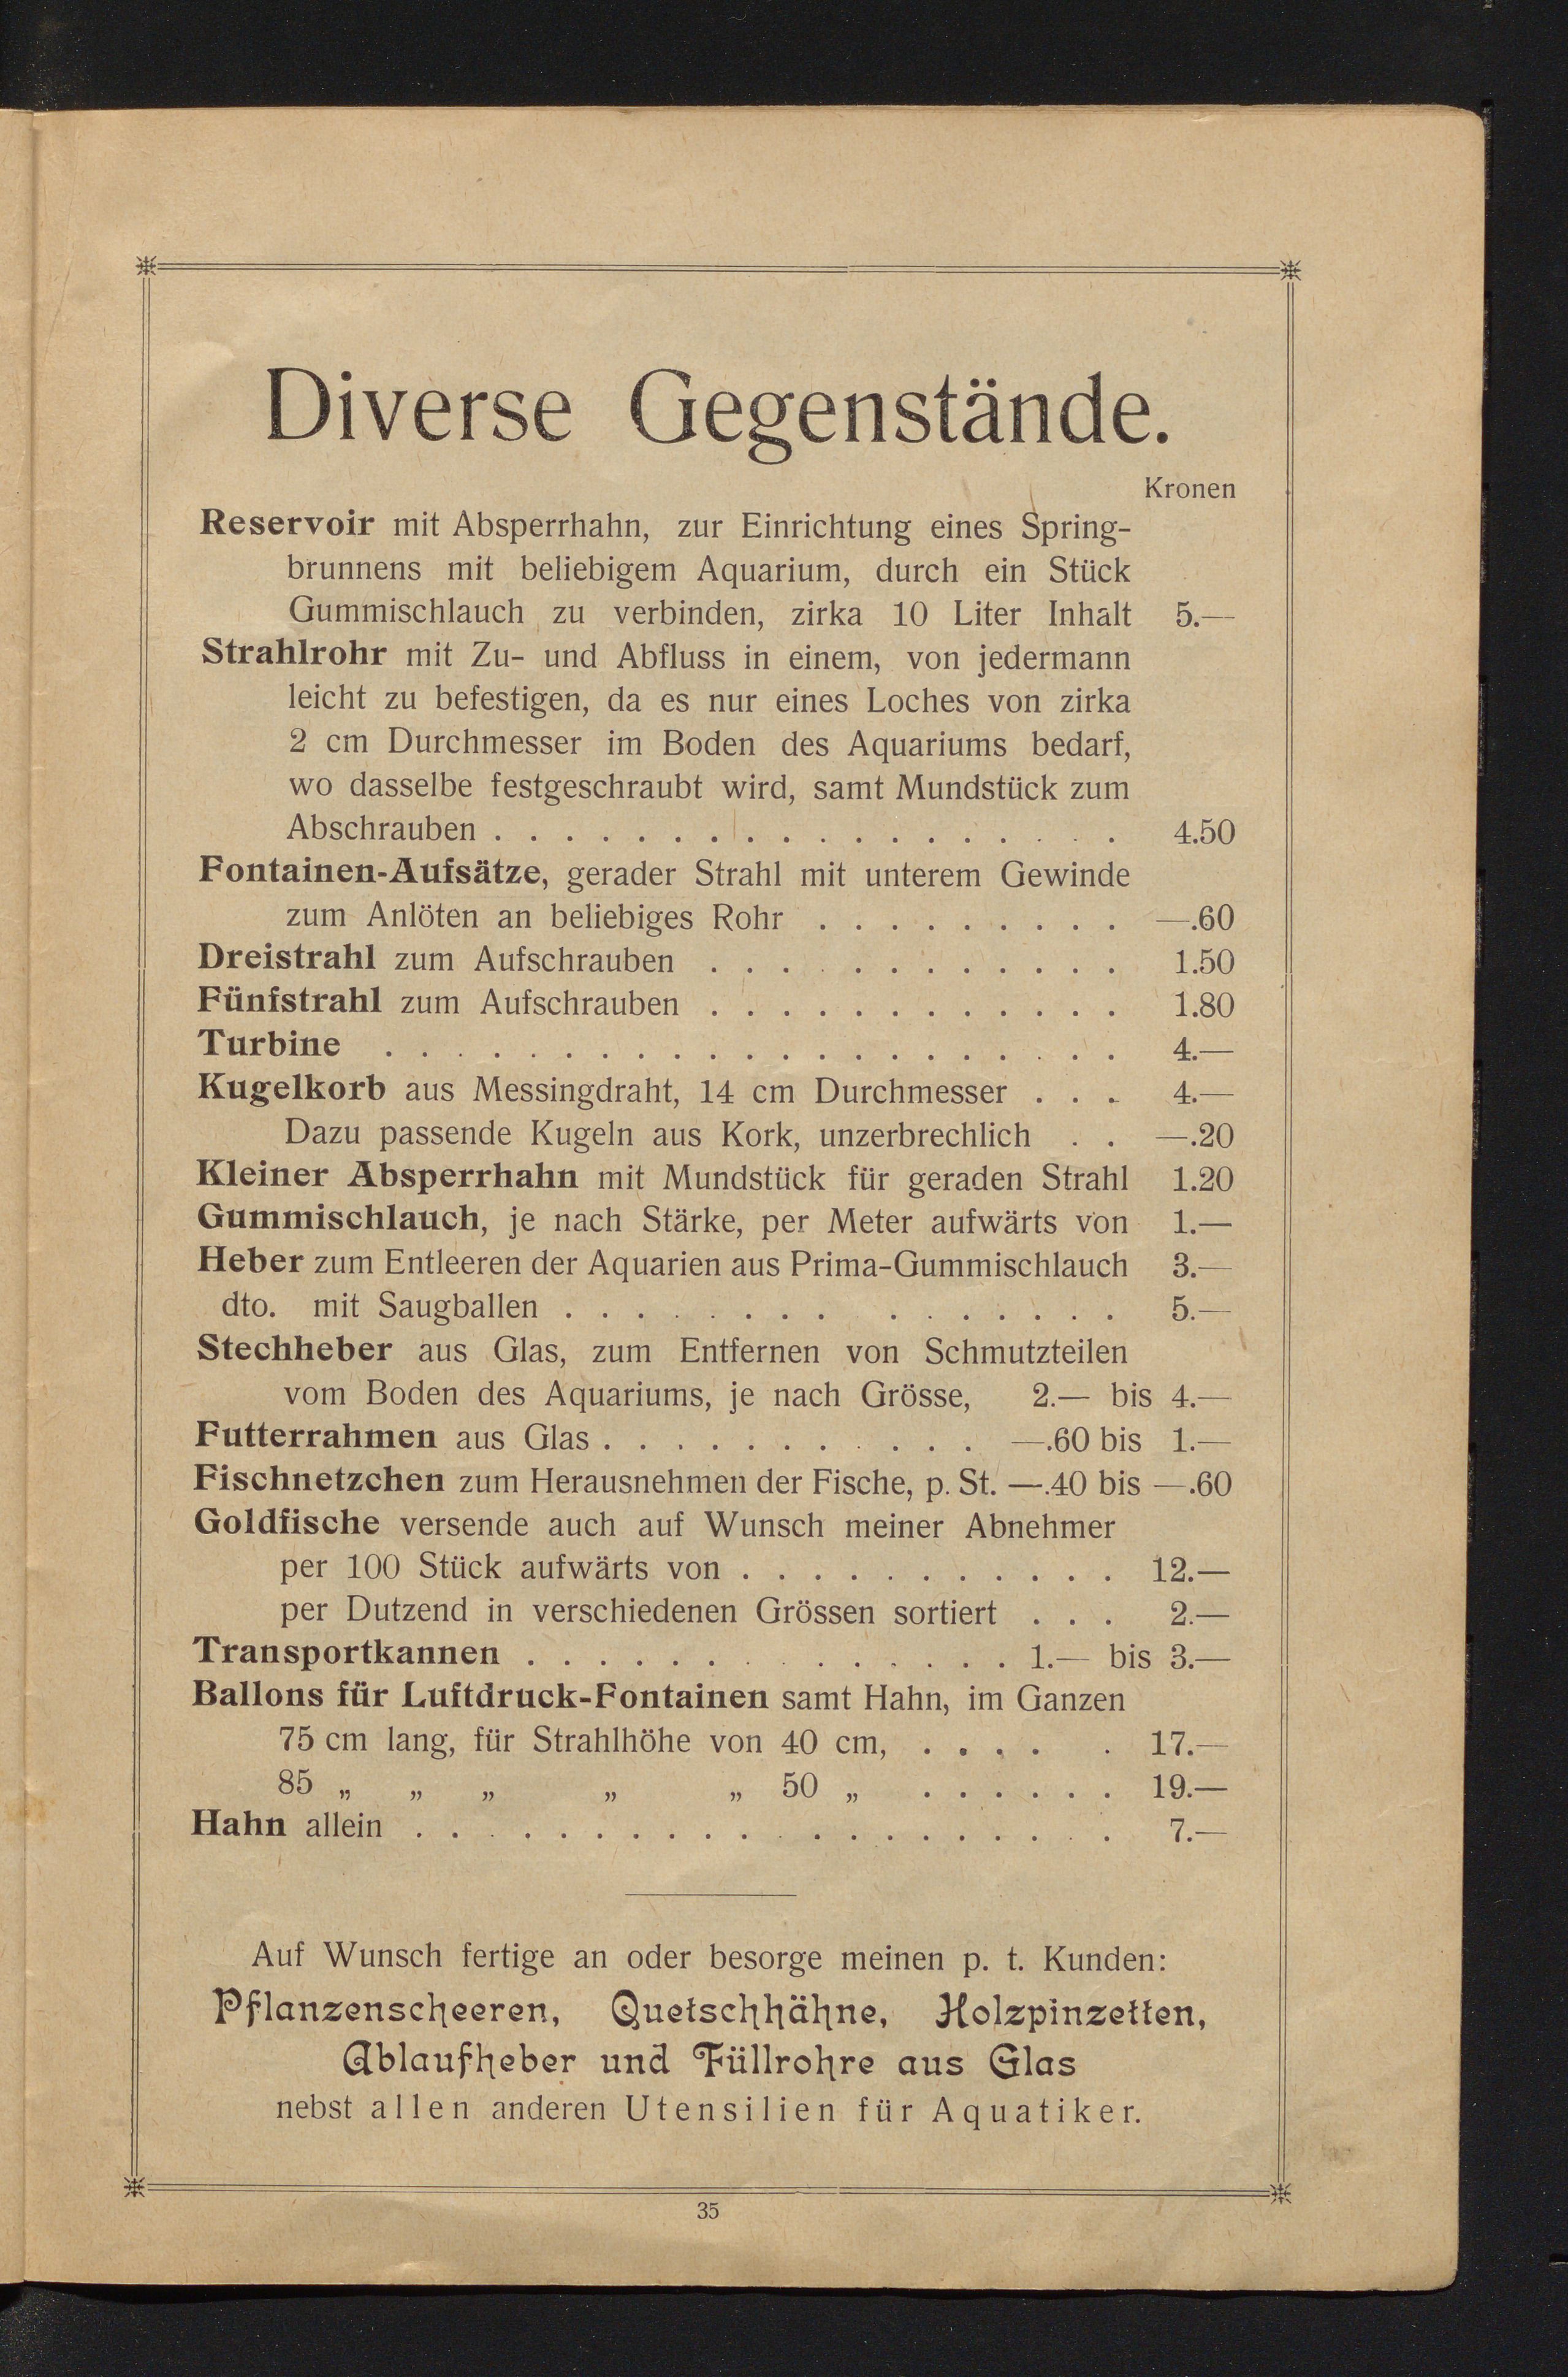 Diverse Gegenstände.
Kronen
Reservoir mit Absperrhahn, zur Einrichtung eines Spring-
brunnens mit beliebigem Aquarium, durch ein Stück
Gummischlauch zu verbinden, zirka 10 Liter Inhalt 5.—
Strahlrohr mit Zu- und Abfluss in einem, von jedermann
leicht zu befestigen, da es nur eines Loches von zirka
2 cm Durchmesser im Boden des Aquariums bedarf,
wo dasselbe festgeschraubt wird, samt Mundstück zum
Abschrauben . . . . . . . . . . . . . . . . . . 4.50
Fontainen-Aufsätze, gerader Strahl mit unterem Gewinde
zum Anlöten an beliebiges Rohr . . . . . . . . . —.60
Dreistrahl zum Aufschrauben . . . . . . . . . . . . 1.50
Fünfstrahl zum Aufschrauben . . . . . . . . . . . . 1.80
Turbine . . . . . . . . . . . . . . . . . . . . . 4.—
Kugelkorb aus Messingdraht, 14 cm Durchmesser . . . 4.—
Dazu passende Kugeln aus Kork, unzerbrechlich . . —.20
Kleiner Absperrhahn mit Mundstück für geraden Strahl 1.20
Gummischlauch, je nach Stärke, per Meter aufwärts von 1.—
Heber zum Entleeren der Aquarien aus Prima-Gummischlauch 3.—
dto. mit Saugballen . . . . . . . . . . . . . . . 5.—
Stechheber aus Glas, zum Entfernen von Schmutzteilen
vom Boden des Aquariums, je nach Grösse, 2.— bis 4.—
Futterrahmen aus Glas . . . . . . . . . . . —.60 bis 1.—
Fischnetzchen zum Herausnehmen der Fische, p. St. —.40 bis —.60
Goldfische versende auch auf Wunsch meiner Abnehmer
per 100 Stück aufwärts von . . . . . . . . . . . 12.—
per Dutzend in verschiedenen Grössen sortiert . . . 2.—
Transportkannen . . . . . . . . . . . . . . 1.— bis 3.—
Ballons für Luftdruck-Fontainen samt Hahn, im Ganzen
75 cm lang, für Strahlhöhe von 40 cm, . . . . . 17.—
85 „ „ „ „ „ 50 „ . . . . . . 19.—
Hahn allein . . . . . . . . . . . . . . . . . . . . 7.—
Auf Wunsch fertige an oder besorge meinen p. t. Kunden:
Pflanzenscheeren, Quetschhähne, Holzpinzetten,
Ablaufheber und Füllrohre aus Glas
nebst allen anderen Utensilien für Aquatiker.
35